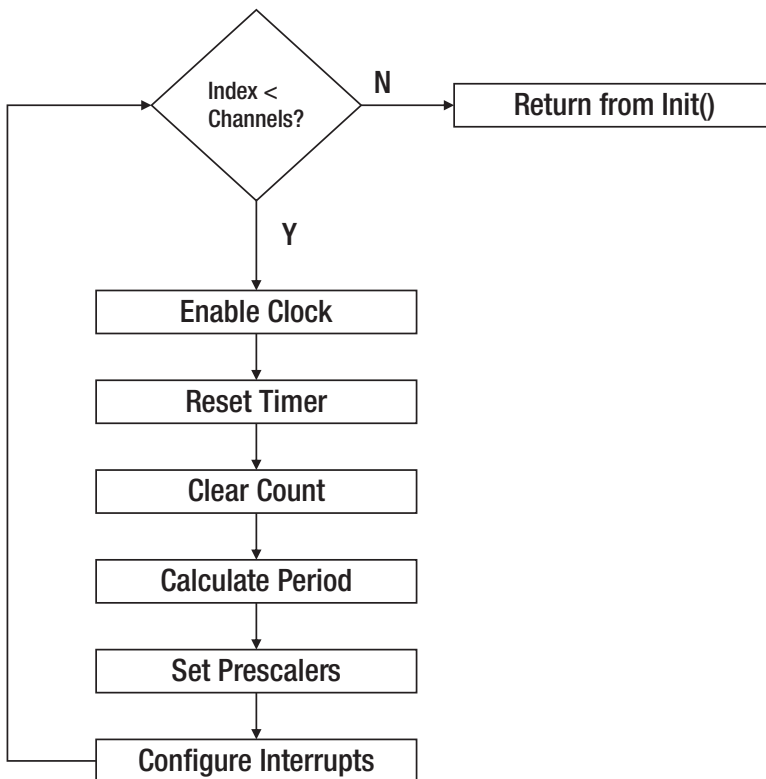 Index <
Channels?
N
Return from Init()
Y
Enable Clock
Reset Timer
Clear Count
Calculate Period
Set Prescalers
Configure Interrupts